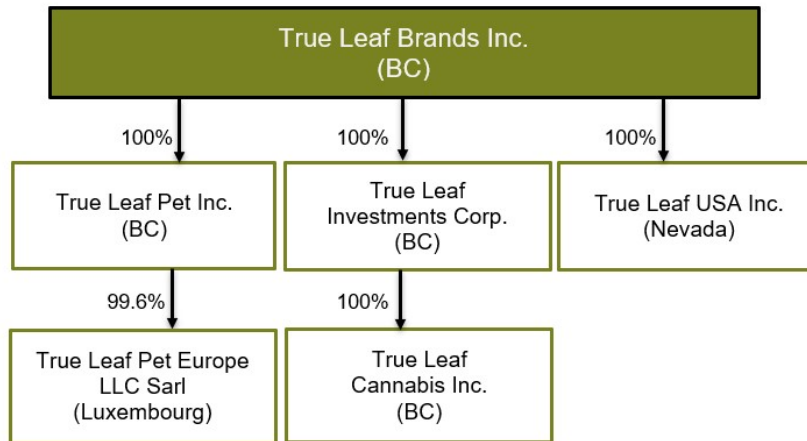 True Leaf Brands Inc.
(BC)
100%
100%
100%
True Leaf Pet Inc.
(BC)
True Leaf
Investments Corp.
(BC)
True Leaf USA Inc.
(Nevada)
99.6%
100%
True Leaf Pet Europe
LLC Sarl
(Luxembourg)
True Leaf
Cannabis Inc.
(BC)